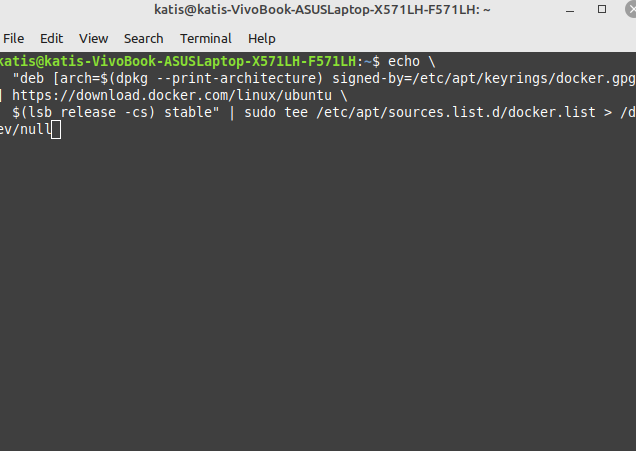 katis@katis-VivoBook-ASUSLaptop-X571LH-F571LH: ~
File Edit View Search Terminal Help
katis@katis-VivoBook-ASUSLaptop-X571LH-F571LH:~$ echo \
"deb [arch=$(dpkg --print-architecture) signed-by=/etc/apt/keyrings/docker.gpg
] https://download.docker.com/linux/ubuntu \
$(lsb_release -cs) stable" | sudo tee /etc/apt/sources.list.d/docker.list > /d
ev/null